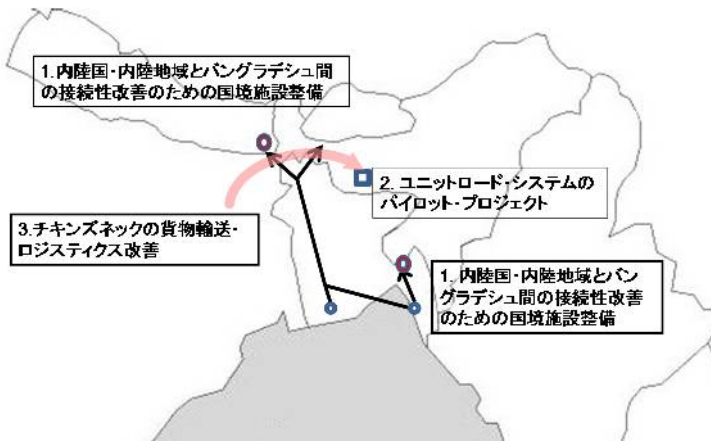 1.内陸国・内陸地域とバングラデシュ間
の接続性改善のための国境施設整備
2. ユニットロード・システムの
パイロット・プロジェクト
3.チキンズネックの貨物輸送・
ロジスティクス改善
1. 内陸国・内陸地域とバン
グラデシュ間の接続性改善
のための国境施設整備